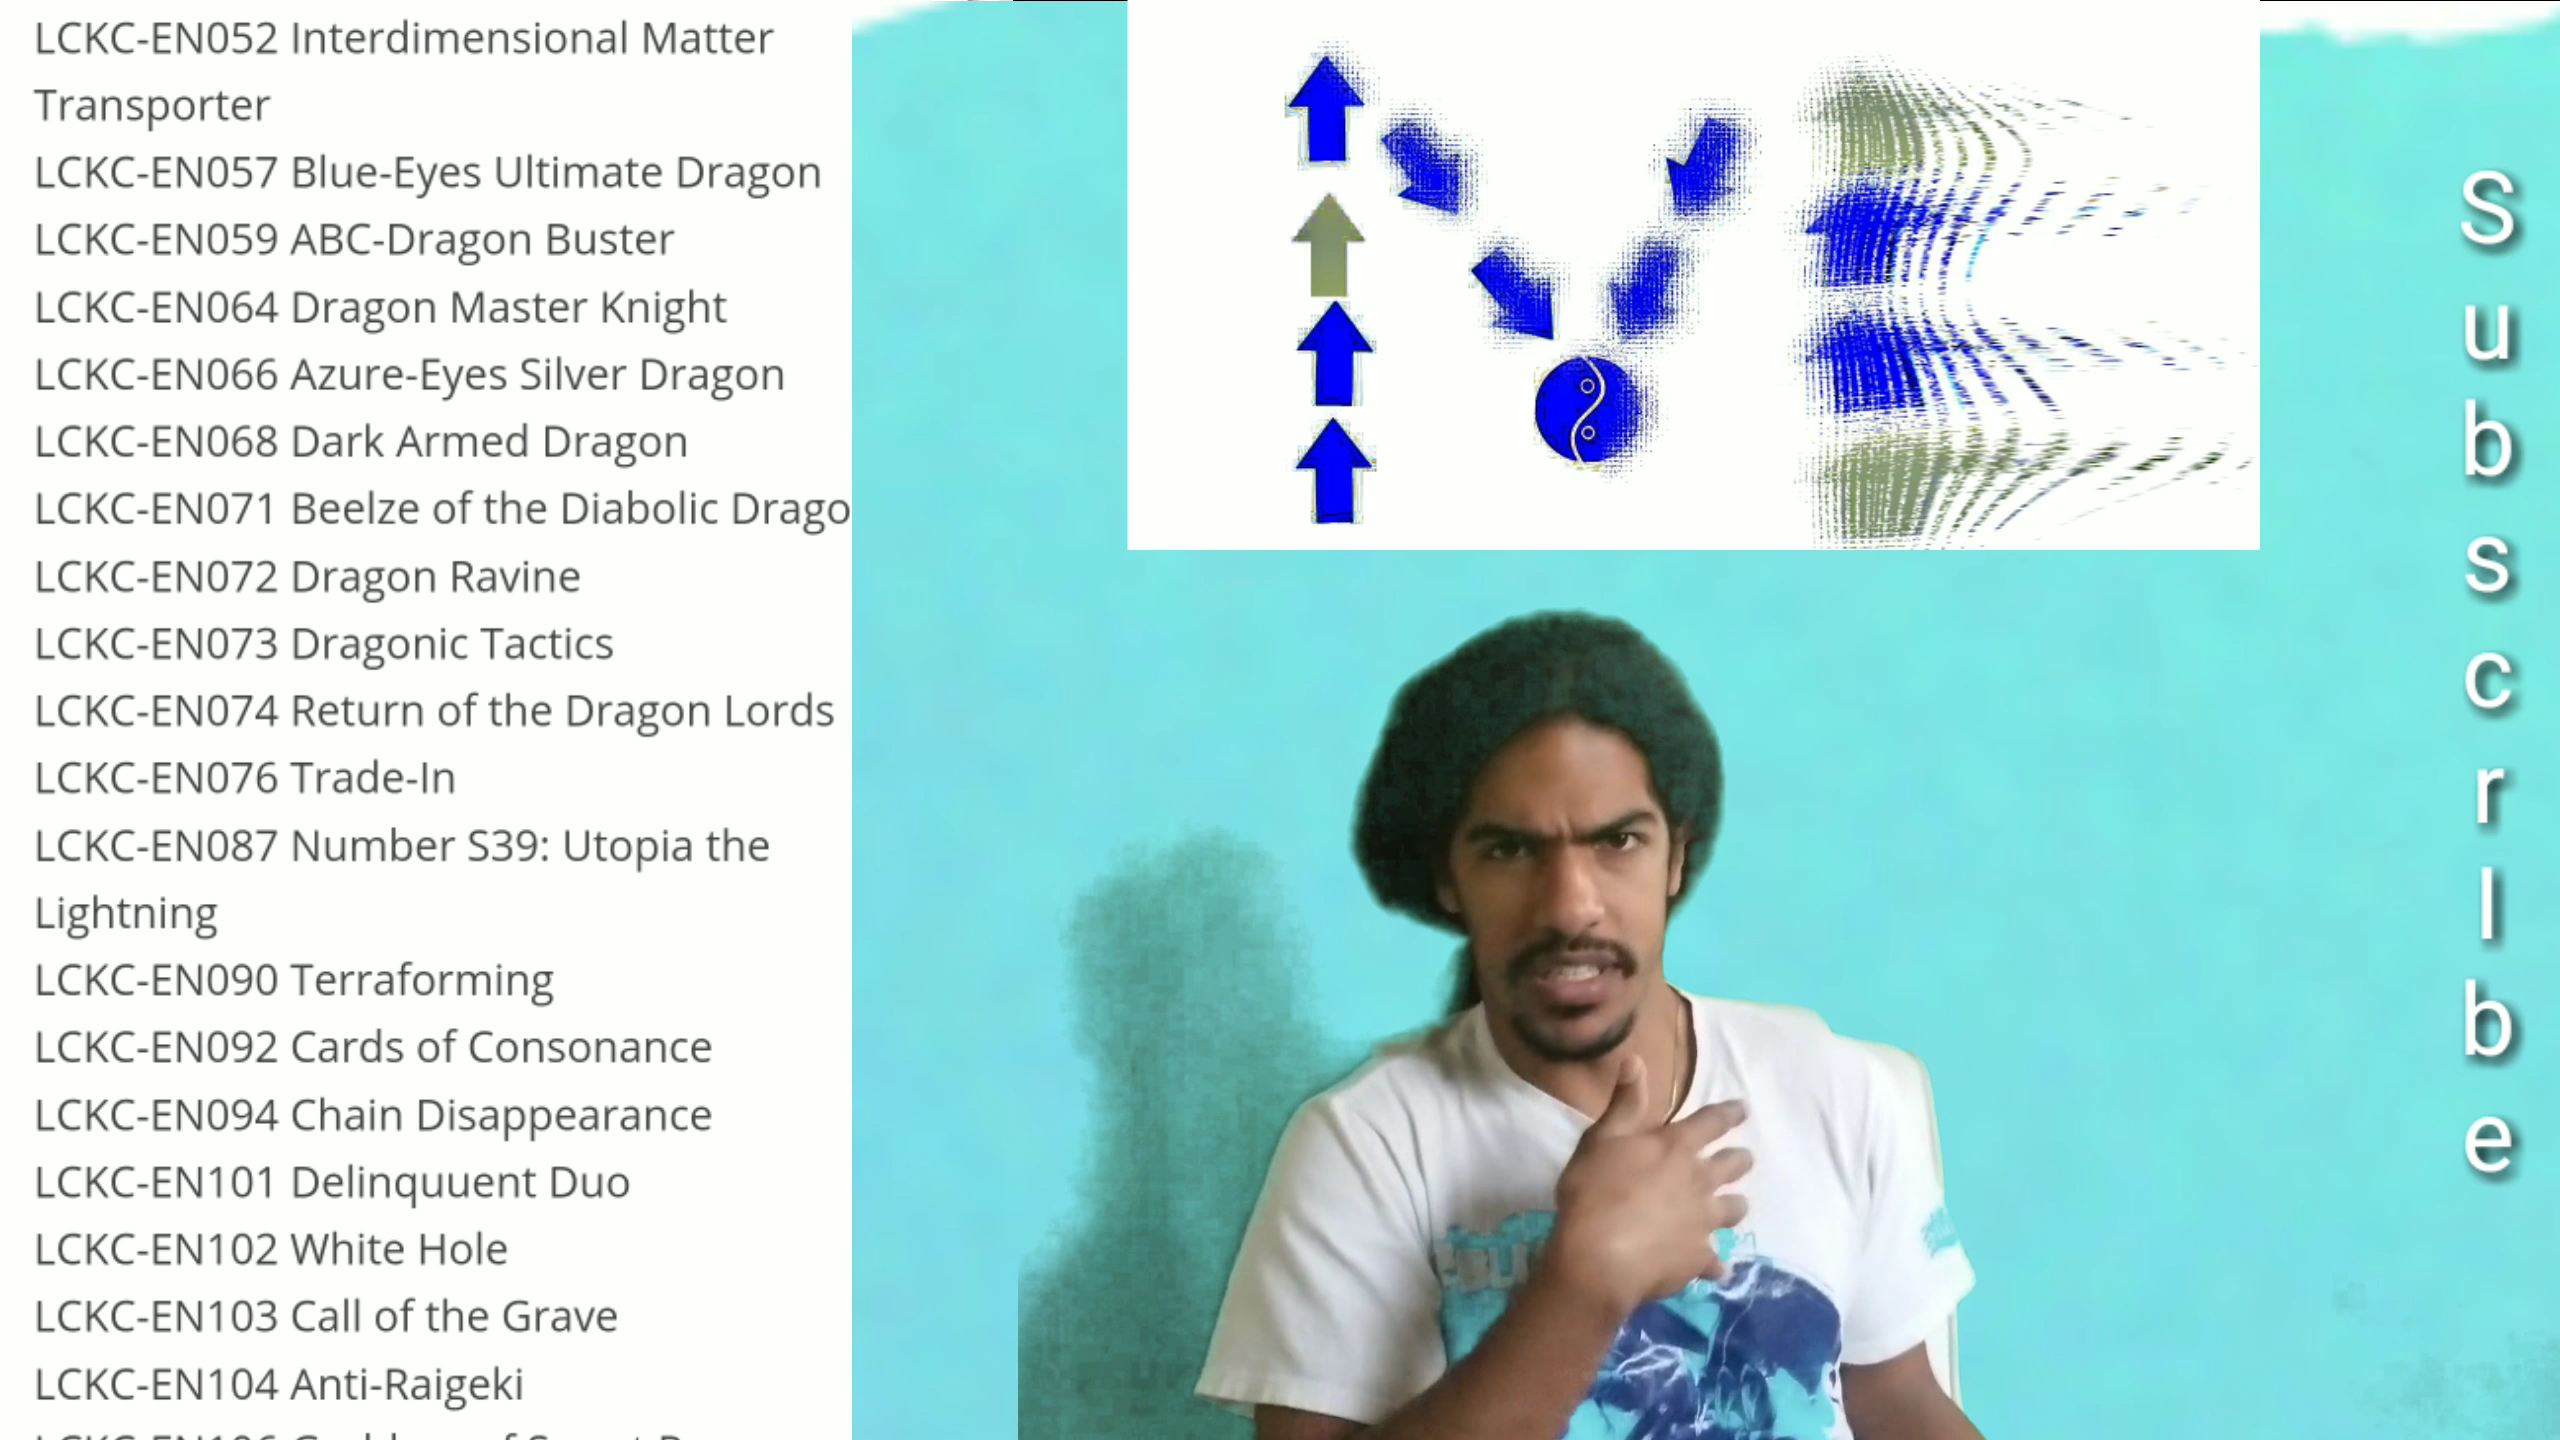 LCKC-EN052 Interdimensional Matter
Transporter
LCKC-EN057 Blue-Eyes Ultimate Dragon
LCKC-EN059 ABC-Dragon Buster
LCKC-EN064 Dragon Master Knight
LCKC-EN066 Azure-Eyes Silver Dragon
LCKC-EN068 Dark Armed Dragon
LCKC-EN071 Beelze of the Diabolic Drago
LCKC-EN072 Dragon Ravine
LCKC-EN073 Dragonic Tactics
LCKC-EN074 Return of the Dragon Lords
LCKC-EN076 Trade-In
LCKC-EN087 Number S39: Utopia the
Lightning
LCKC-EN090 Terraforming
LCKC-EN092 Cards of Consonance
LCKC-EN094 Chain Disappearance
LCKC-EN101 Delinquuent Duo
LCKC-EN102 White Hole
LCKC-EN103 Call of the Grave
LCKC-EN104 Anti-Raigeki
SubscrIbe